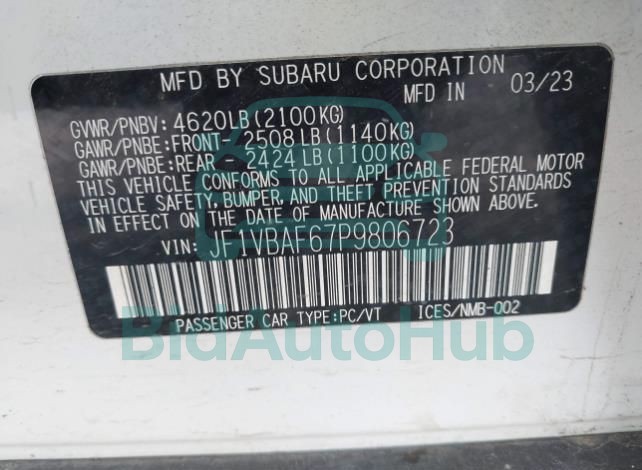 MFD BY SUBARU CORPORATION
MFD IN 03/23
GVWR/PNBV: 4620LB(2100KG)
GAWR/PNBE:FRONT- 2508LB(1140KG)
GAWR/PNBE:REAR - 2424LB(1100KG)
THIS VEHICLE CONFORMS TO ALL APPLICABLE FEDERAL MOTOR
VEHICLE SAFETY, BUMPER, AND THEFT PREVENTION STANDARDS
IN EFFECT ON THE DATE OF MANUFACTURE SHOWN ABOVE.
VIN: JF1VBAF67P9806723
PASSENGER CAR TYPE:PC/VT ICES/NMB-002
BidAutoHub